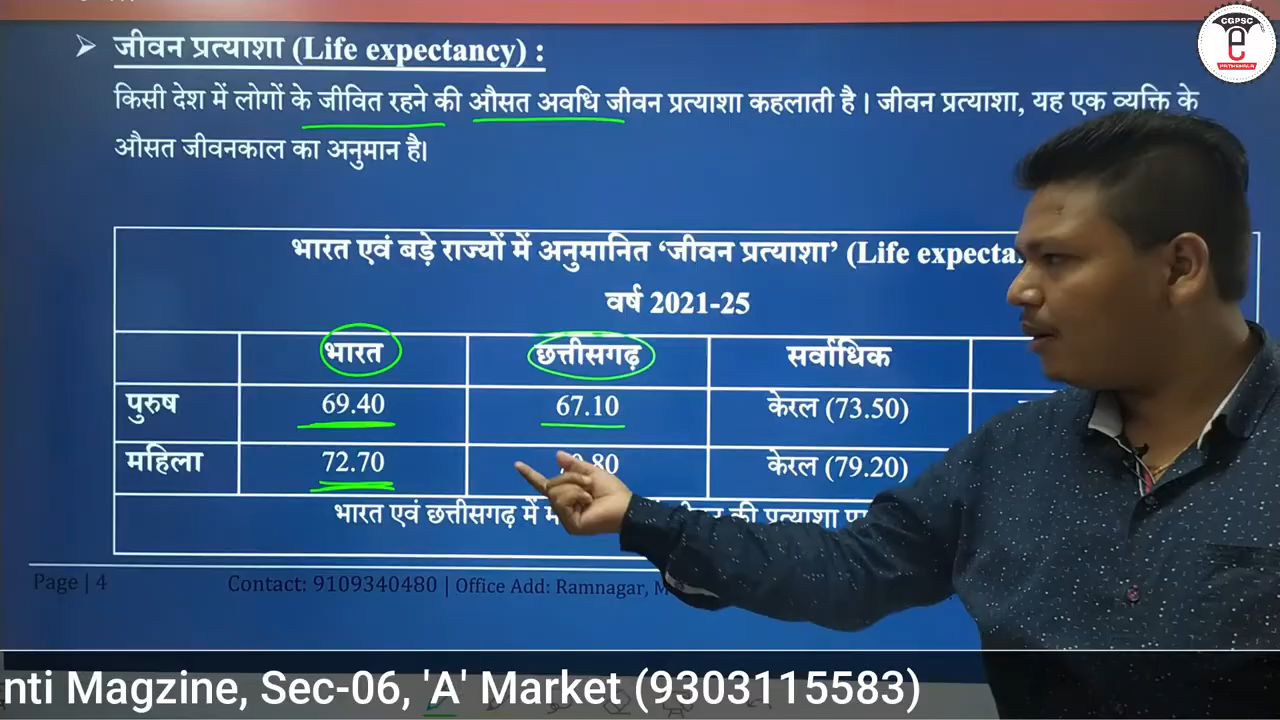 CGPSC
e
PATHSHALA
➤ जीवन प्रत्याशा (Life expectancy) :
किसी देश में लोगों के जीवित रहने की औसत अवधि जीवन प्रत्याशा कहलाती है। जीवन प्रत्याशा, यह एक व्यक्ति के
औसत जीवनकाल का अनुमान है।
भारत एवं बड़े राज्यों में अनुमानित ‘जीवन प्रत्याशा’ (Life
वर्ष 2021-25
भारत छत्तीसगढ़ सर्वाधिक
पुरुष 69.40 67.10 केरल (73.50)
महिला 72.70 केरल (79.20)
भारत एवं छत्तीसगढ़ में की प्रत्याशा
Page | 4 Contact: 9109340480 | Office Add: Ramnagar,
Magzine, Sec-06, 'A' Market (9303115583)